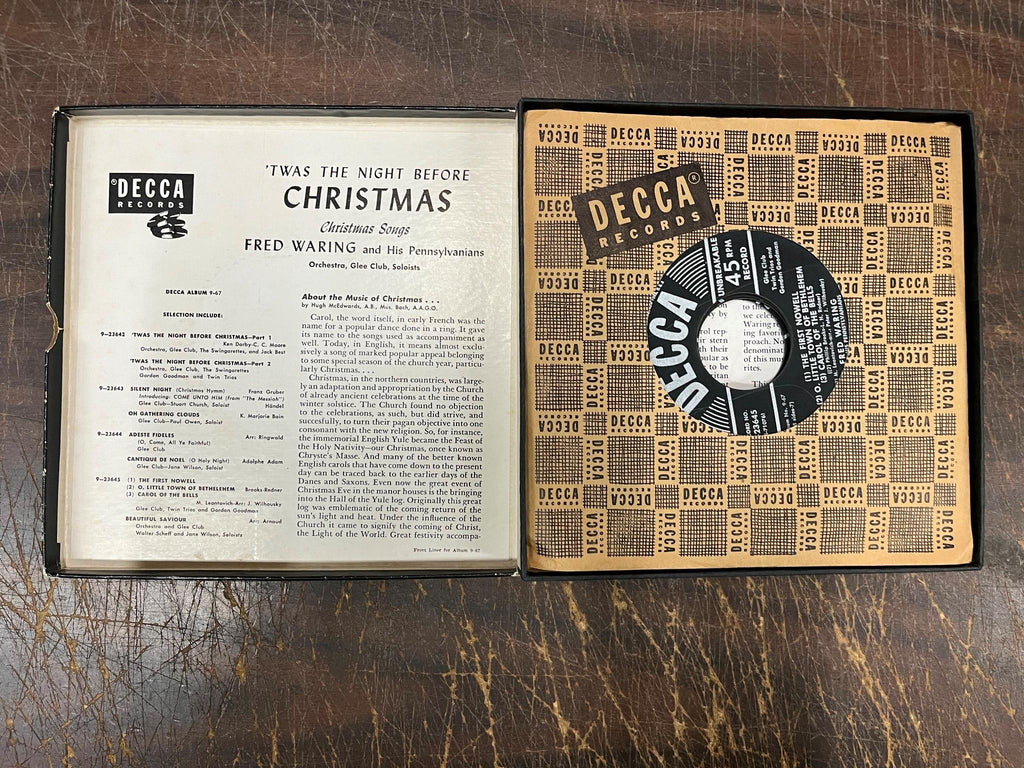 DECCA
RECORDS
'TWAS THE NIGHT BEFORE
CHRISTMAS
Christmas Songs
FRED WARING and His Pennsylvanians
Orchestra, Glee Club, Soloists
DECCA ALBUM 9-67
SELECTION INCLUDE:
9—23642 'TWAS THE NIGHT BEFORE CHRISTMAS—Part 1
Ken Darby-C. C. Moore
Orchestra, Glee Club, The Swingarettes, and Jack Best
'TWAS THE NIGHT BEFORE CHRISTMAS—Part 2
Orchestra, Glee Club, The Swingarettes
Gordon Goodman and Twin Trios
9—23643 SILENT NIGHT (Christmas Hymn) Franz Gruber
Introducing: COME UNTO HIM (from "The Messiah")
Glee Club—Stuart Church, Soloist Händel
OH GATHERING CLOUDS K. Marjorie Bain
Glee Club—Paul Owen, Soloist
9—23644 ADESTE FIDELES Arr: Ringwald
(O, Come, All Ye Faithful)
Glee Club
CANTIQUE DE NOEL (O Holy Night) Adolphe Adam
Glee Club—Jane Wilson, Soloist
9—23645 (1) THE FIRST NOWELL
(2) O, LITTLE TOWN OF BETHLEHEM Brooks-Redner
(3) CAROL OF THE BELLS
M. Leontovich-Arr: J. Wilhousky
Glee Club, Twin Trios and Gordon Goodman
BEAUTIFUL SAVIOUR Arr: Arnaud
Orchestra and Glee Club
Walter Scheff and Jane Wilson, Soloists
About the Music of Christmas . . .
by Hugh McEdwards, A.B., Mus. Bach, A.A.G.O.
Carol, the word itself, in early French was the
name for a popular dance done in a ring. It gave
its name to the songs used as accompaniment as
well. Today, in English, it means almost exclu-
sively a song of marked popular appeal belonging
to some special season of the church year, particu-
larly Christmas. . . .
Christmas, in the northern countries, was large-
ly an adaptation and appropriation by the Church
of already ancient celebrations at the time of the
winter solstice. The Church found no objection
to the celebrations, as such, but did strive, and
succesfully, to turn their pagan objective into one
consonant with the new religion. So, for instance,
the immemorial English Yule became the Feast of
the Holy Nativity—our Christmas, once known as
Chryste's Masse. And many of the better known
English carols that have come down to the present
day can be traced back to the earlier days of the
Danes and Saxons. Even now the great event of
Christmas Eve in the manor houses is the bringing
into the Hall of the Yule log. Originally this great
log was emblematic of the coming return of the
sun's light and heat. Under the influence of the
Church it came to signify the coming of Christ,
the Light of the World. Great festivity accompa-
Front Liner for Album 9-67
DECCA®
RECORDS
DECCA
UNBREAKABLE
45 RPM
RECORD
Glee Club
Twin Trios and
Gordon Goodman
(1) THE FIRST NOWELL
(2) O, LITTLE TOWN OF BETHLEHEM
(3) CAROL OF THE BELLS
FRED WARING
23645